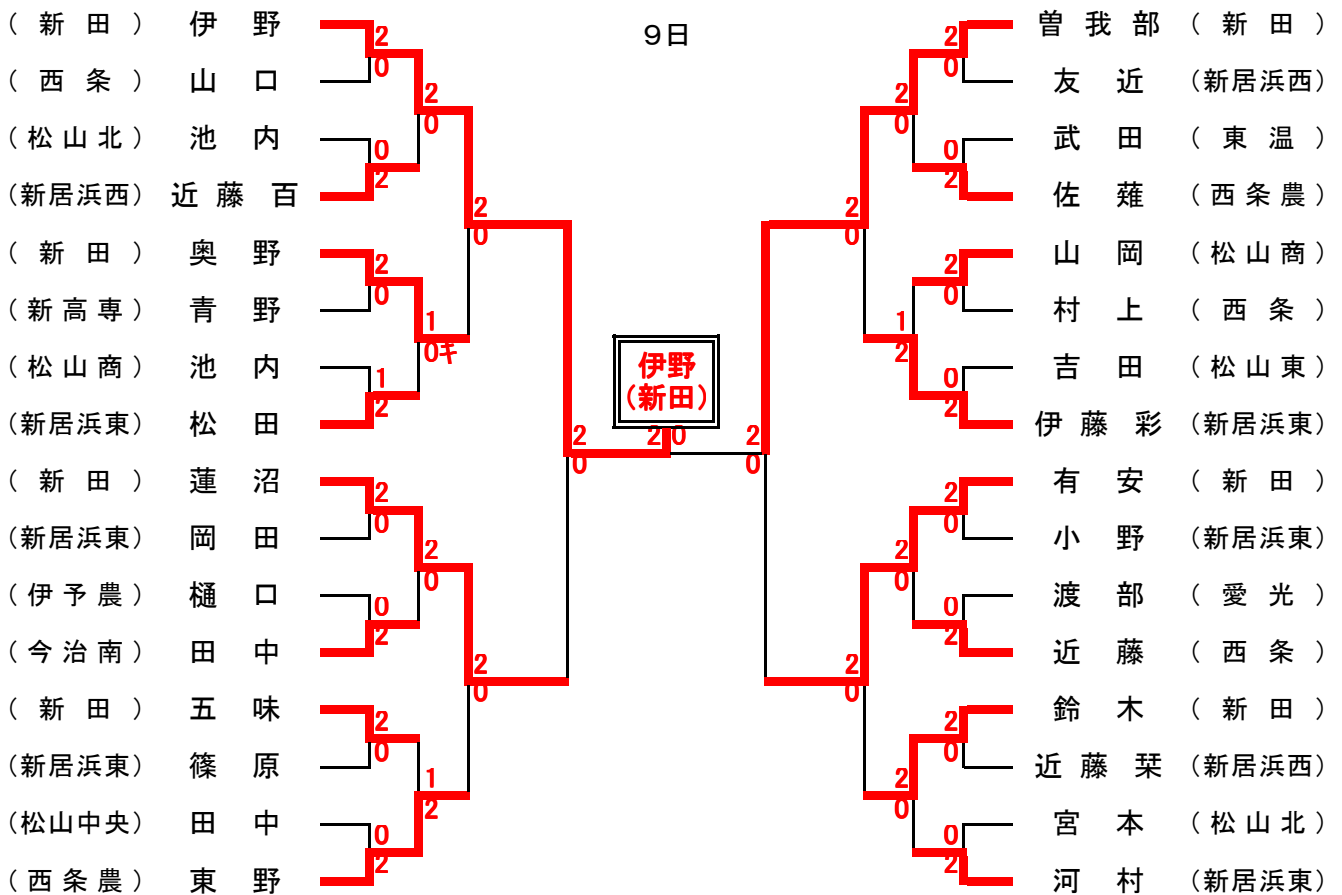 (新田) 伊野 9日 曽我部 (新田)
2 2
0 0
(西条) 山口 友近 (新居浜西)
2 2
0 0
(松山北) 池内 武田 (東温)
0 0
2 2
(新居浜西) 近藤百 佐薙 (西条農)
2 2
0 0
(新田) 奥野 山岡 (松山商)
2 2
0 0
(新高専) 青野 村上 (西条)
1 1
0キ 2
(松山商) 池内 伊野 吉田 (松山東)
1 0
2 (新田) 2
(新居浜東) 松田 伊藤彩 (新居浜東)
2 2 0 2
0 0
(新田) 蓮沼 有安 (新田)
2 2
0 0
(新居浜東) 岡田 小野 (新居浜東)
2 2
0 0
(伊予農) 樋口 渡部 (愛光)
0 0
2 2
(今治南) 田中 近藤 (西条)
2 2
0 0
(新田) 五味 鈴木 (新田)
2 2
0 0
(新居浜東) 篠原 近藤栞 (新居浜西)
1 2
2 0
(松山中央) 田中 宮本 (松山北)
0 0
2 2
(西条農) 東野 河村 (新居浜東)